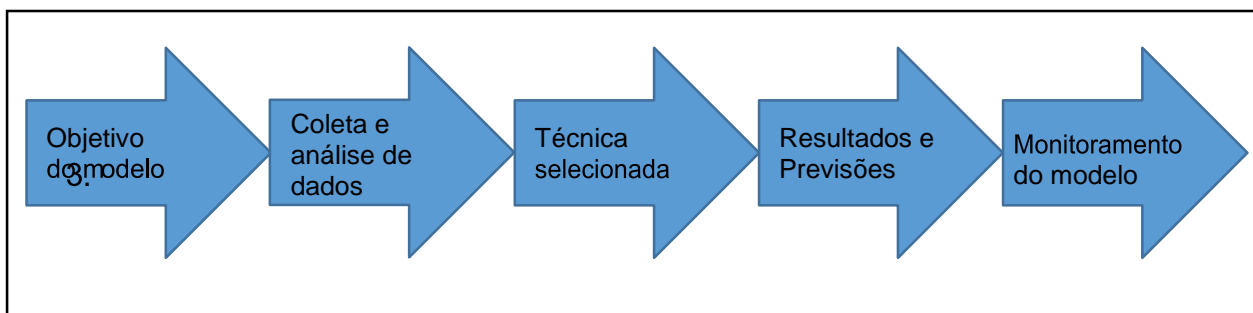 Objetivo
do modelo
3.
Coleta e
análise de
dados
Técnica
selecionada
Resultados e
Previsões
Monitoramento
do modelo